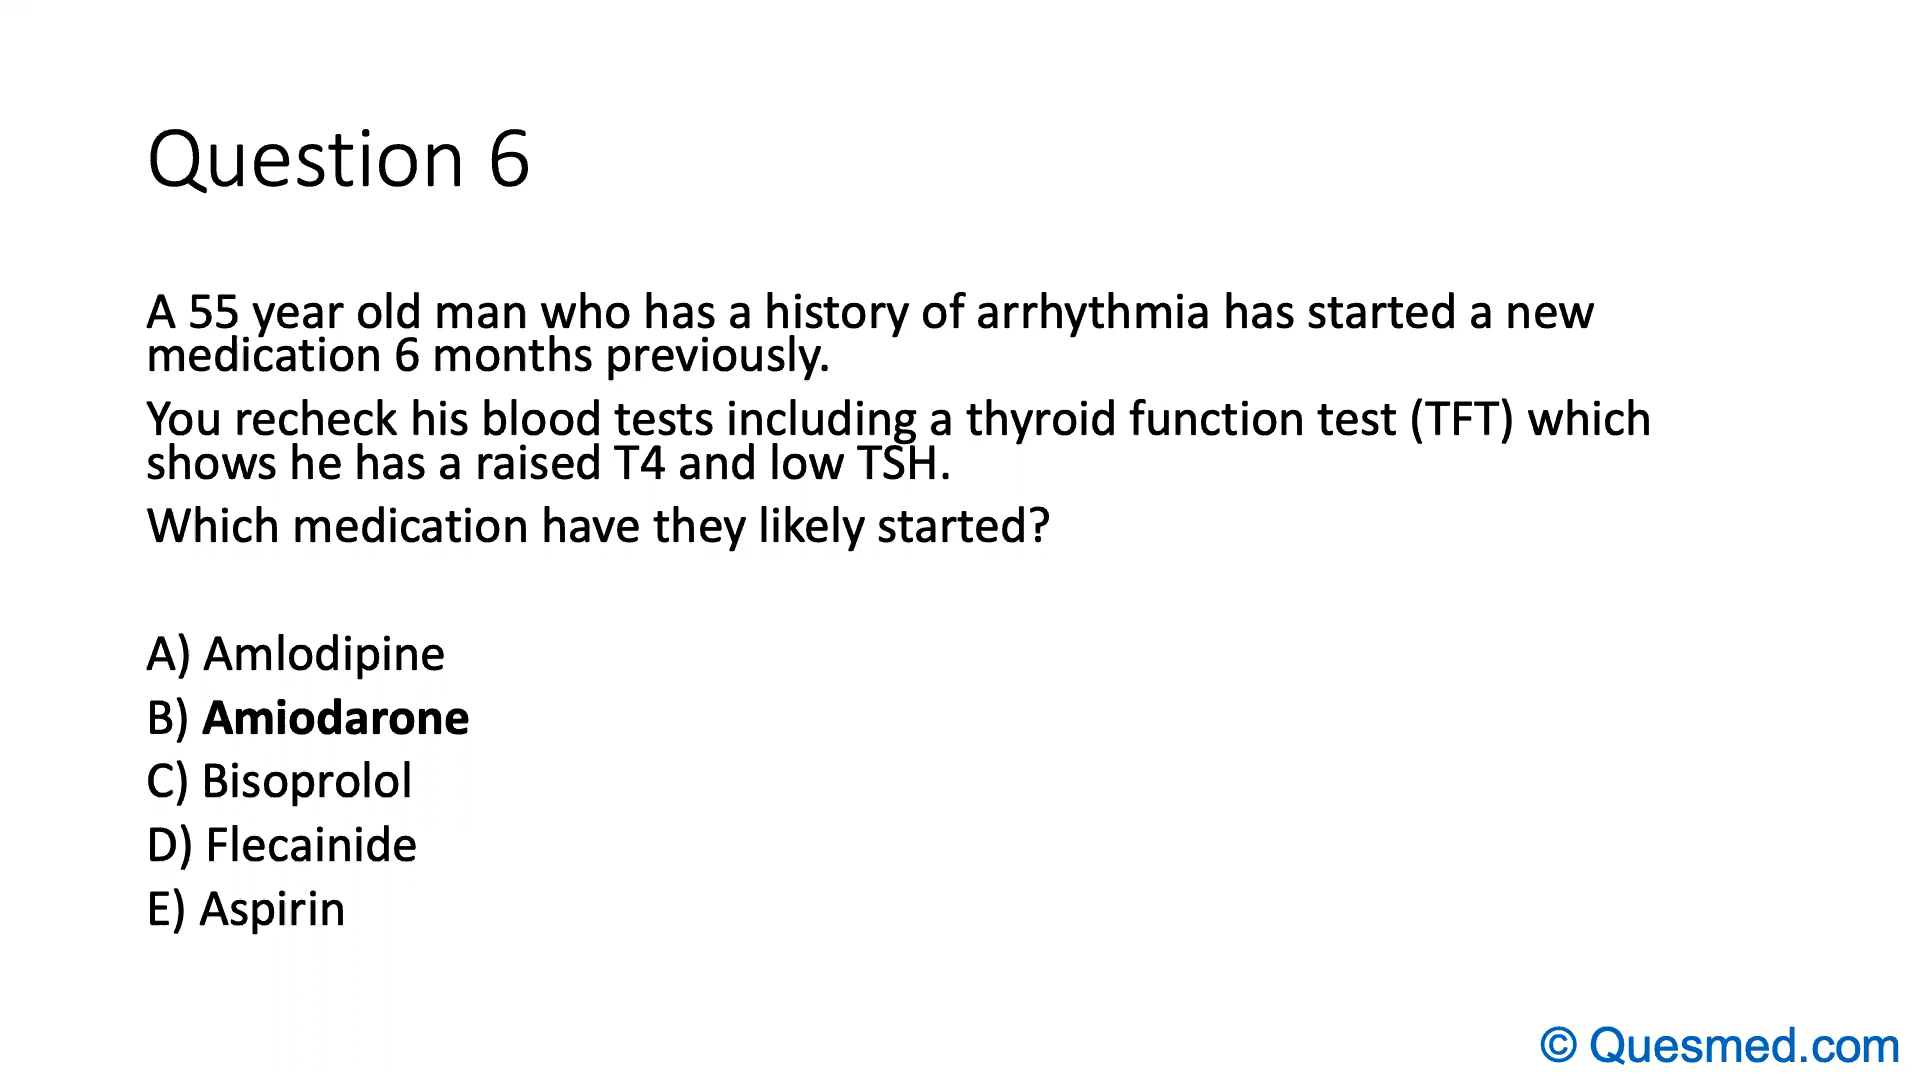 Question 6
A 55 year old man who has a history of arrhythmia has started a new
medication 6 months previously.
You recheck his blood tests including a thyroid function test (TFT) which
shows he has a raised T4 and low TSH.
Which medication have they likely started?
A) Amlodipine
B) Amiodarone
C) Bisoprolol
D) Flecainide
E) Aspirin
© Quesmed.com